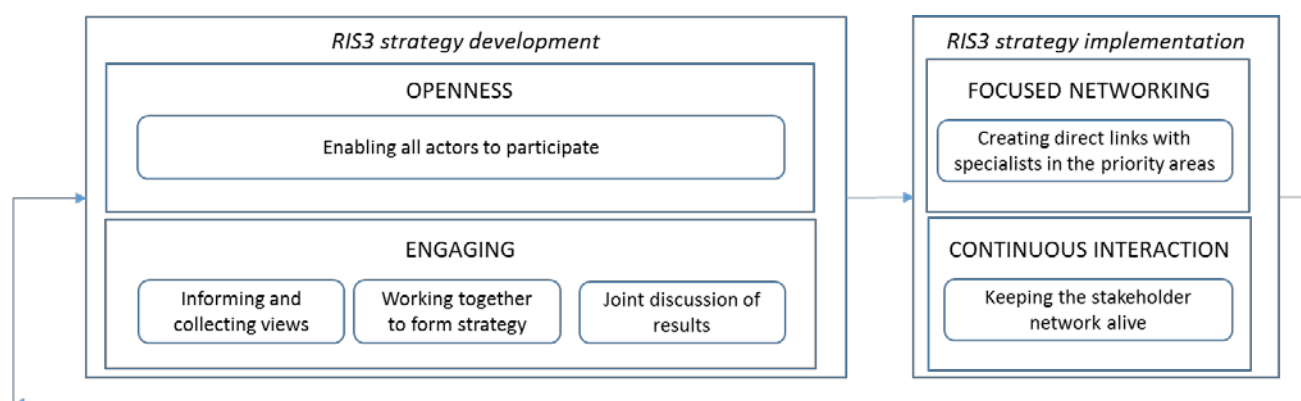 RIS3 strategy development
OPENNESS
Enabling all actors to participate
ENGAGING
Informing and
collecting views
Working together
to form strategy
Joint discussion of
results
RIS3 strategy implementation
FOCUSED NETWORKING
Creating direct links with
specialists in the priority areas
CONTINUOUS INTERACTION
Keeping the stakeholder
network alive